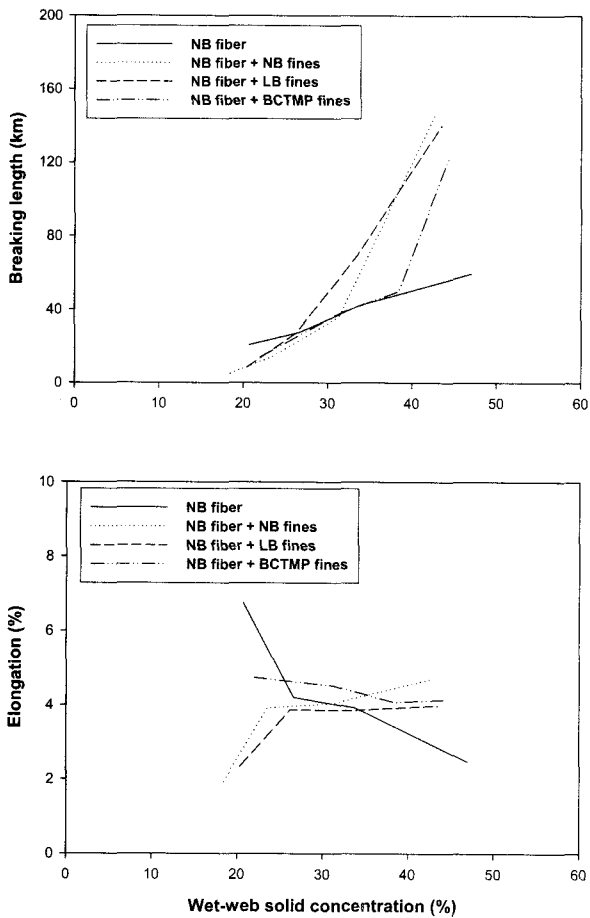 200
160
120
80
40
0
Breaking length (km)
NB fiber
NB fiber + NB fines
NB fiber + LB fines
NB fiber + BCTMP fines
0 10 20 30 40 50 60
10
8
6
4
2
0
Elongation (%)
NB fiber
NB fiber + NB fines
NB fiber + LB fines
NB fiber + BCTMP fines
0 10 20 30 40 50 60
Wet-web solid concentration (%)